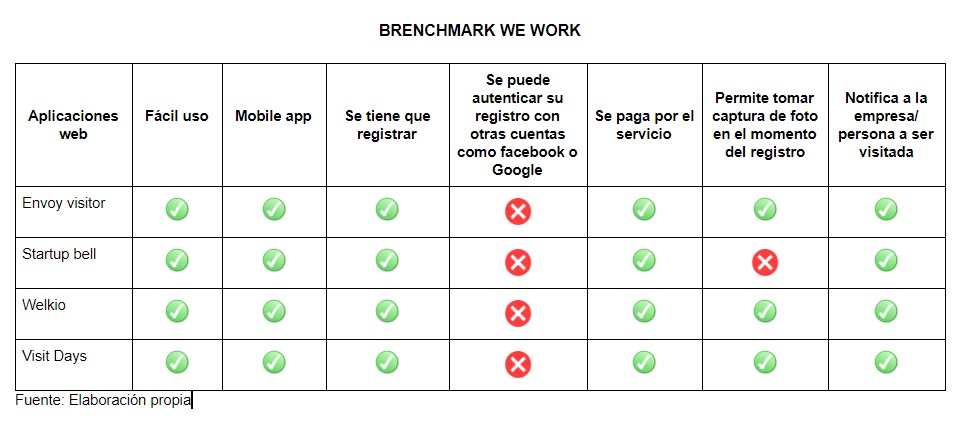 BRENCHMARK WE WORK
Aplicaciones
web
Fácil uso
Mobile app
Se tiene que
registrar
Se puede
autenticar su
registro con
otras cuentas
como facebook o
Google
Se paga por el
servicio
Permite tomar
captura de foto
en el momento
del registro
Notifica a la
empresa/
persona a ser
visitada
Envoy visitor
Startup bell
Welkio
Visit Days
Fuente: Elaboración propia